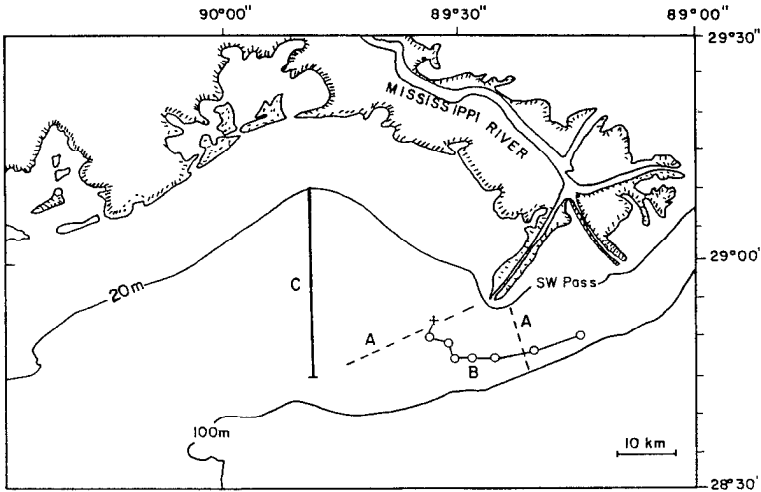 90°00" 89°30" 89°00"
29°30"
MISSISSIPPI RIVER
29°00"
20m
C
SW Pass
A
A
B
100m
10 km
28°30"